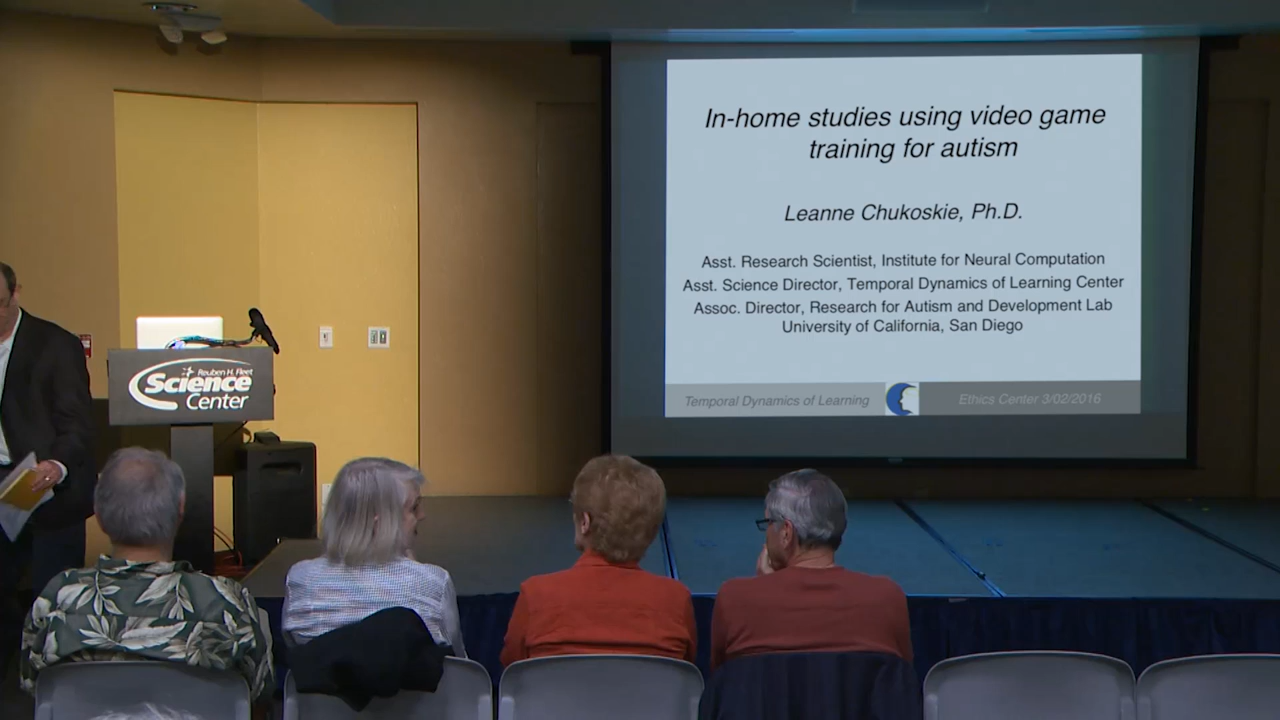 In-home studies using video game
training for autism
Leanne Chukoskie, Ph.D.
Asst. Research Scientist, Institute for Neural Computation
Asst. Science Director, Temporal Dynamics of Learning Center
Assoc. Director, Research for Autism and Development Lab
University of California, San Diego
Temporal Dynamics of Learning
Ethics Center 3/02/2016
Reuben H. Fleet
Science
Center